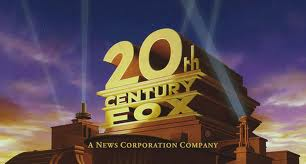 20th
CENTURY
FOX
A NEWS CORPORATION COMPANY